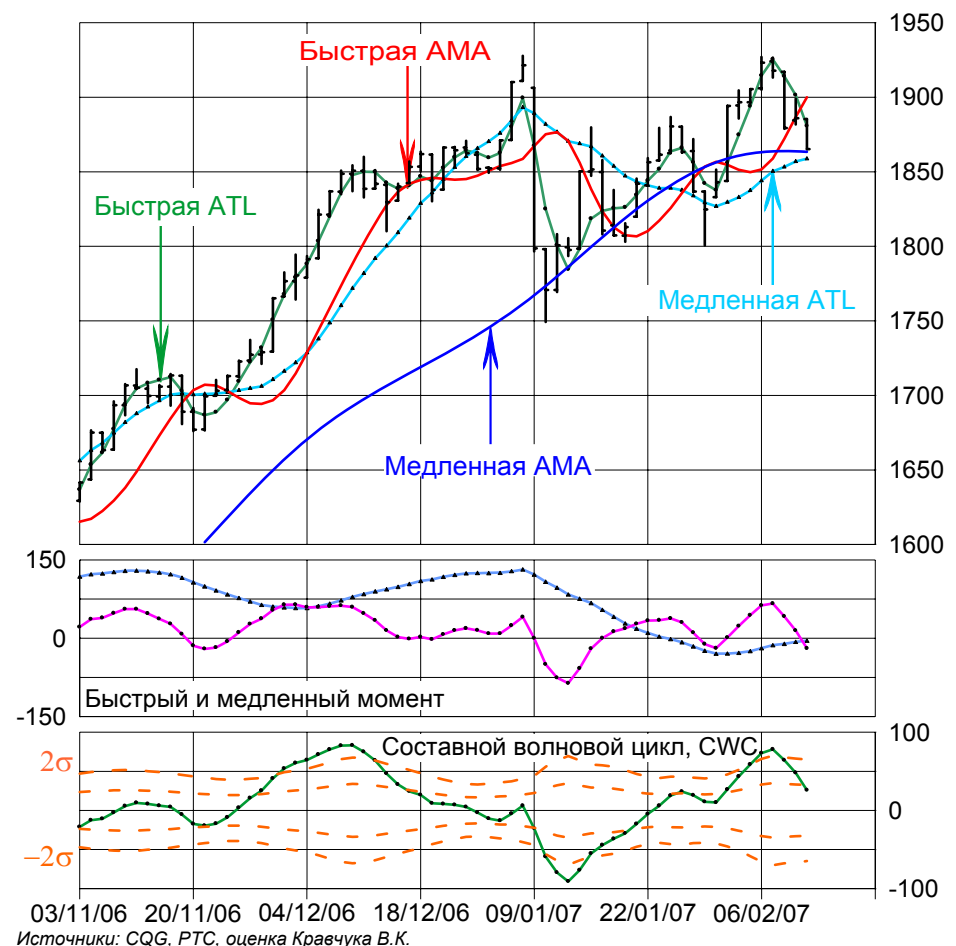 1950
Быстрая AMA
1900
1850
Быстрая ATL
1800
Медленная ATL
1750
1700
Медленная AMA
1650
1600
150
0
Быстрый и медленный момент
-150
100
Составной волновой цикл, CWC
2σ
0
−2σ
-100
03/11/06 20/11/06 04/12/06 18/12/06 09/01/07 22/01/07 06/02/07
Источники: CQG, РТС, оценка Кравчука В.К.